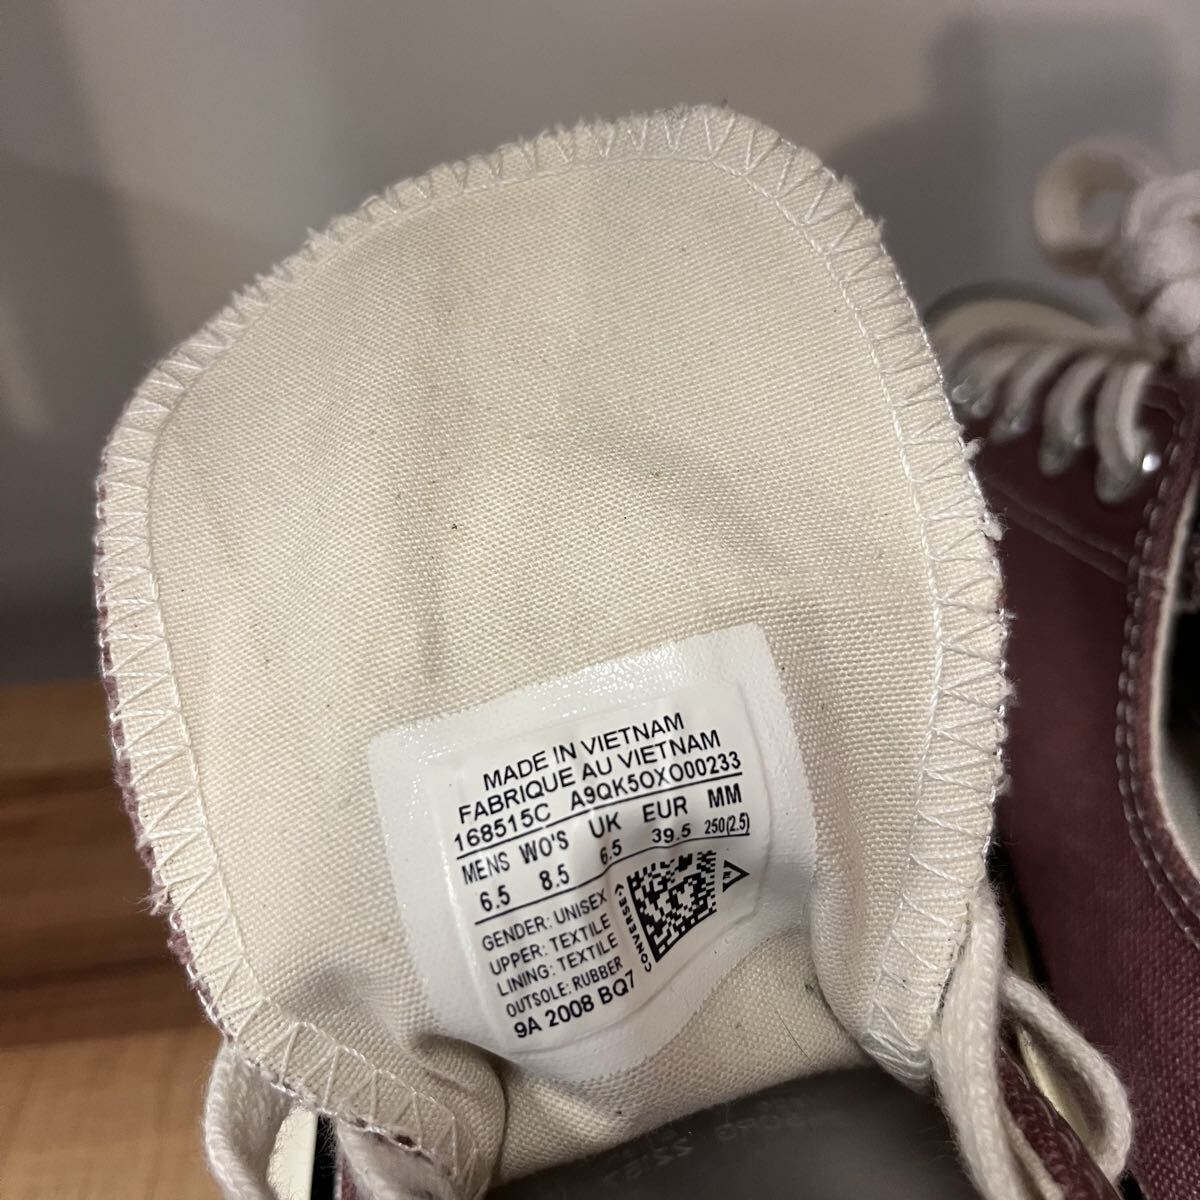 MADE IN VIETNAM
FABRIQUE AU VIETNAM
168515C A9QK5OXO00233
MENS WO'S UK EUR MM
6.5 8.5 6.5 39.5 250(2.5)
GENDER: UNISEX
UPPER: TEXTILE
LINING: TEXTILE
OUTSOLE: RUBBER
9A 2008 BQ7
CONVERSE